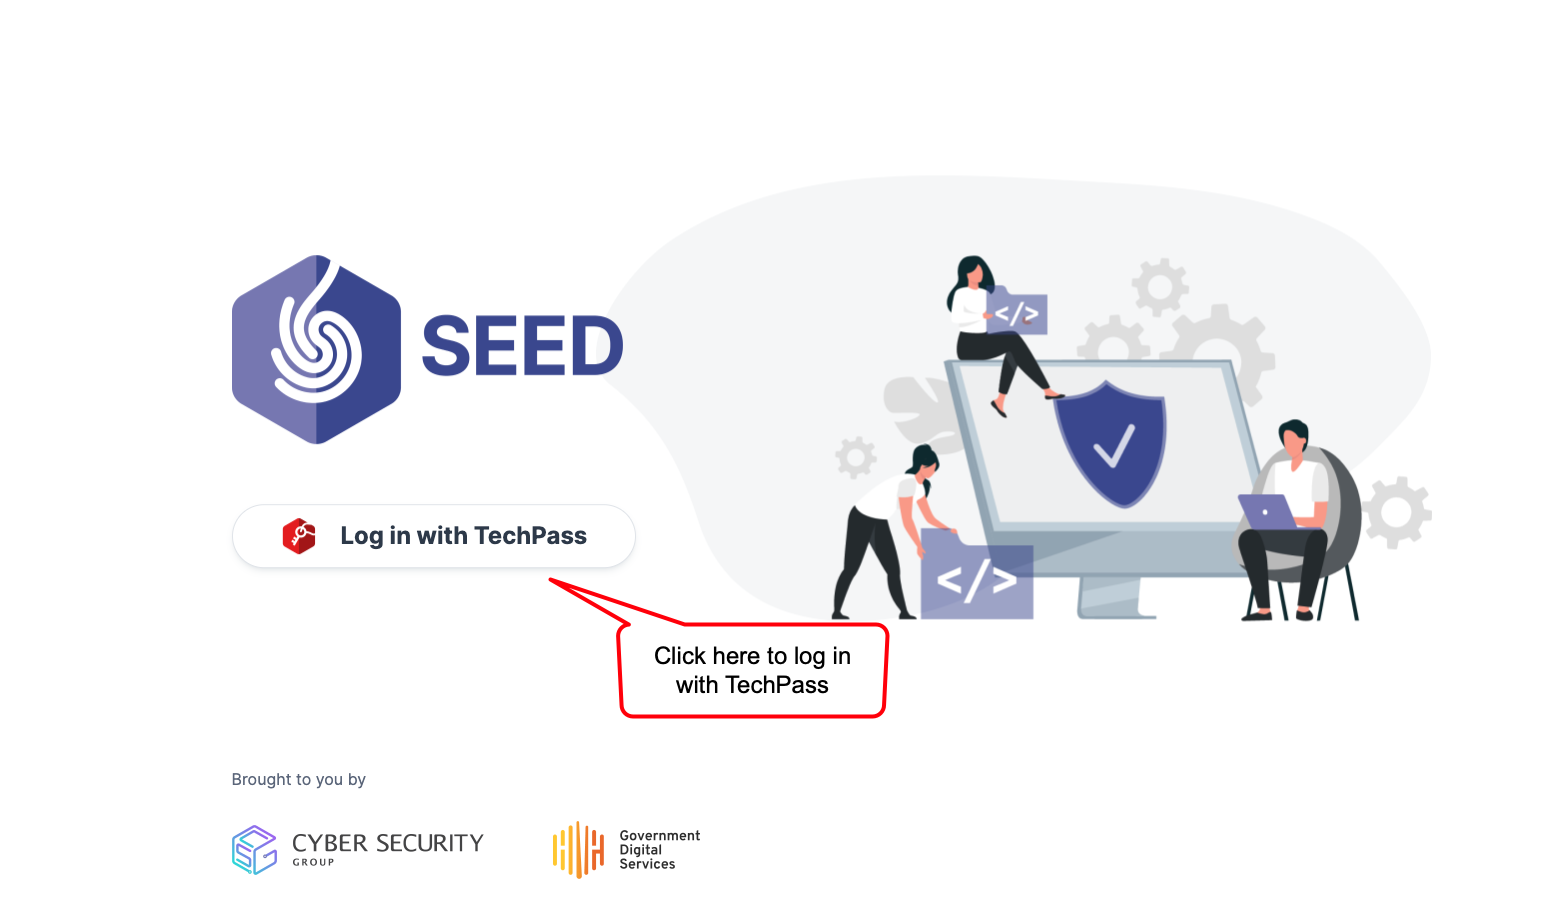 SEED
</>
Log in with TechPass
</>
Click here to log in
with TechPass
Brought to you by
CYBER SECURITY
GROUP
Government
Digital
Services